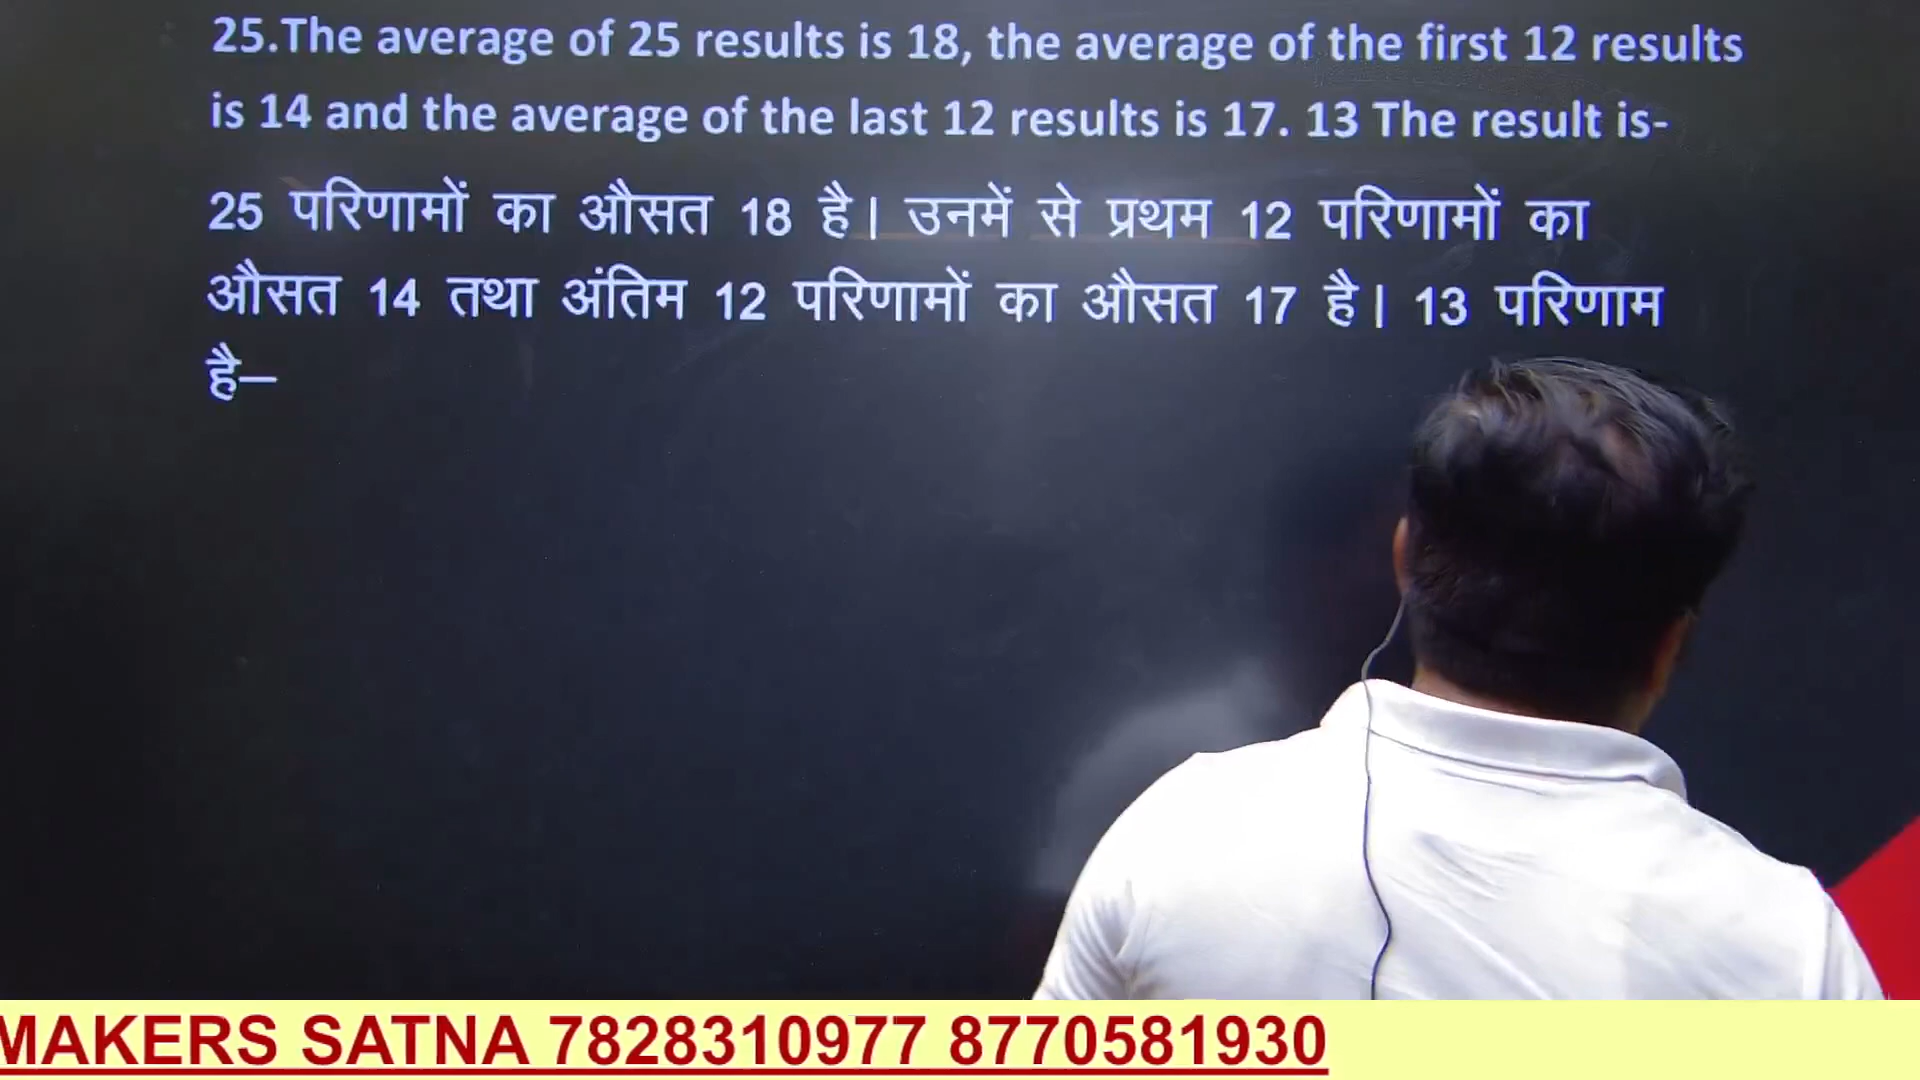 25.The average of 25 results is 18, the average of the first 12 results
is 14 and the average of the last 12 results is 17. 13 The result is-
25 परिणामों का औसत 18 है। उनमें से प्रथम 12 परिणामों का
औसत 14 तथा अंतिम 12 परिणामों का औसत 17 है। 13 परिणाम
है–
MAKERS SATNA 7828310977 8770581930